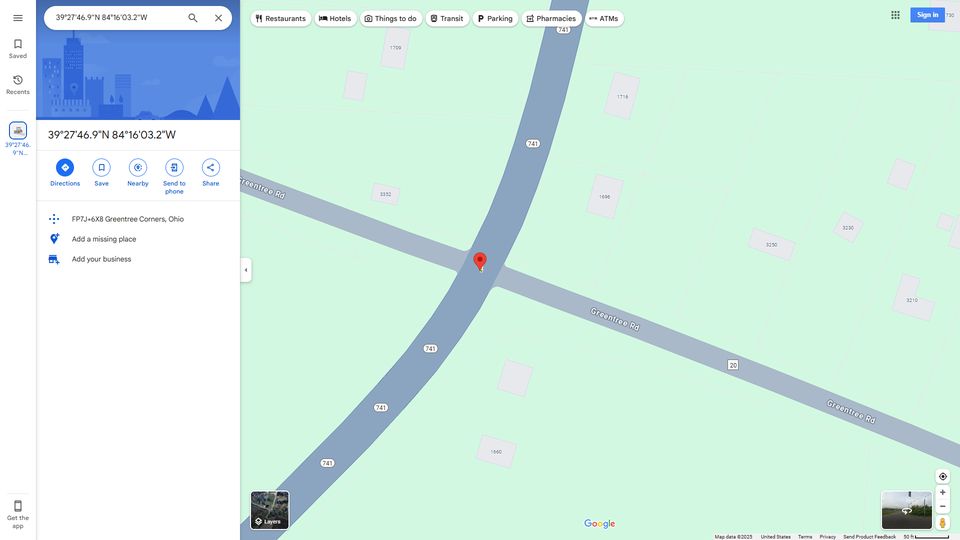 39°27'46.9"N 84°16'03.2"W
Restaurants
Hotels
Things to do
Transit
Parking
Pharmacies
ATMs
Sign in
Saved
Recents
39°27'46.
9"N...
39°27'46.9"N 84°16'03.2"W
Directions
Save
Nearby
Send to
phone
Share
FP7J+6X8 Greentree Corners, Ohio
Add a missing place
Add your business
Get the
app
741
1709
1716
741
Greentree Rd
3352
1696
3250
3230
3210
Greentree Rd
741
20
741
Greentree Rd
1660
741
Layers
Google
Map data ©2025
United States
Terms
Privacy
Send Product Feedback
50 ft